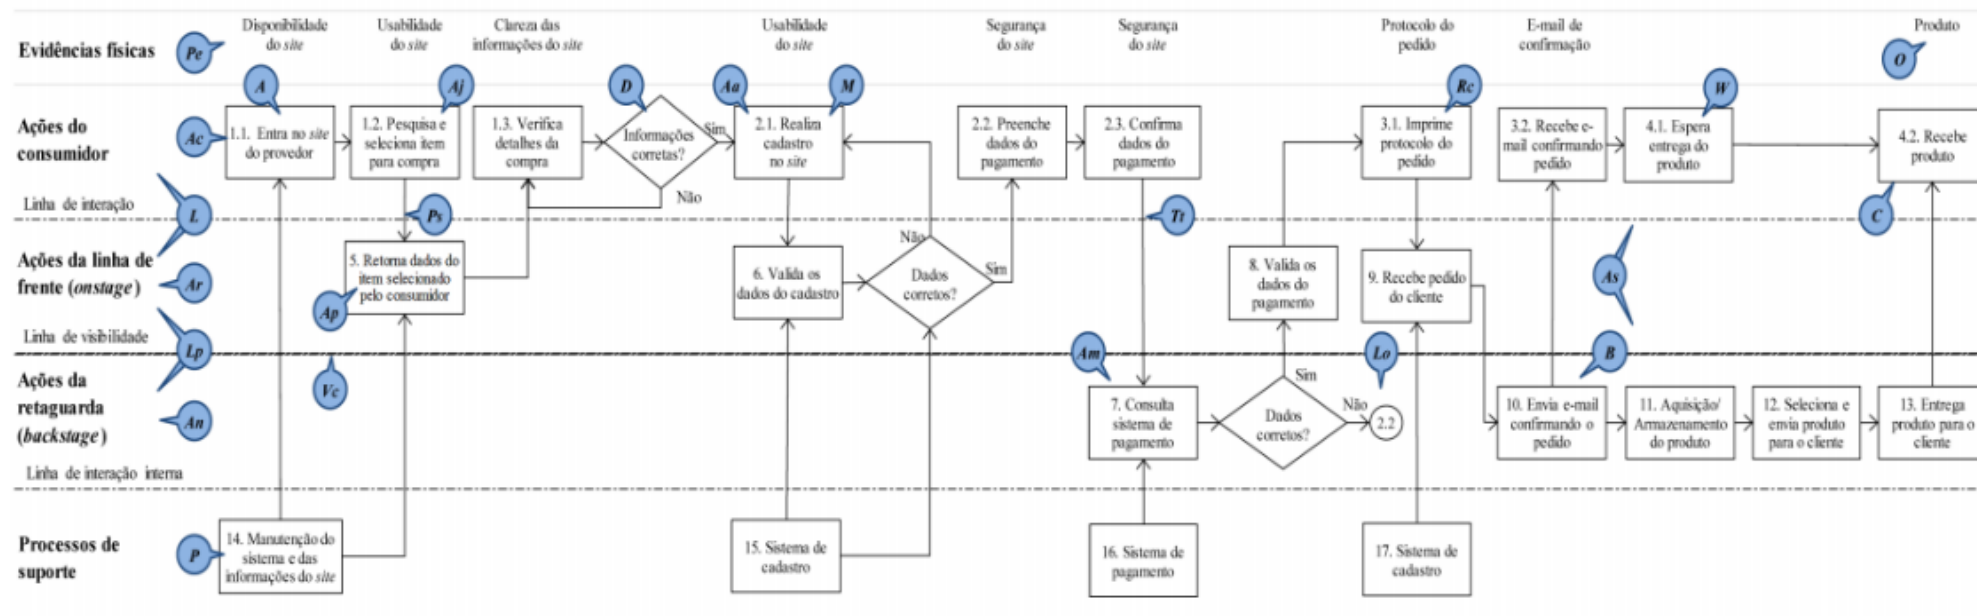 Evidências físicas
Pe
Disponibilidade
do site
Usabilidade
do site
Clareza das
informações do site
Usabilidade
do site
Segurança
do site
Segurança
do site
Protocolo do
pedido
E-mail de
confirmação
Produto
O
Ações do
consumidor
Ac
A
1.1. Entra no site
do provedor
Aj
1.2. Pesquisa e
seleciona item
para compra
1.3. Verifica
detalhes da
compra
D
Informações
corretas?
Sim
Não
Aa
M
2.1. Realiza
cadastro
no site
2.2. Preenche
dados do
pagamento
2.3. Confirma
dados do
pagamento
Rc
3.1. Imprime
protocolo do
pedido
3.2. Recebe e-
mail confirmando
pedido
W
4.1. Espera
entrega do
produto
4.2. Recebe
produto
C
Linha de interação
L
Ps
Tt
Ações da linha de
frente (onstage)
Ar
5. Retorna dados do
item selecionado
pelo consumidor
Ap
6. Valida os
dados do cadastro
Não
Dados
corretos?
Sim
8. Valida os
dados do
pagamento
9. Recebe pedido
do cliente
As
Linha de visibilidade
Lp
Vc
Am
Lo
B
Ações da
retaguarda
(backstage)
An
7. Consulta
sistema de
pagamento
Sim
Dados
corretos?
Não
2.2
10. Envia e-mail
confirmando o
pedido
11. Aquisição/
Armazenamento
do produto
12. Seleciona e
envia produto
para o cliente
13. Entrega
produto para o
cliente
Linha de interação interna
Processos de
suporte
P
14. Manutenção do
sistema e das
informações do site
15. Sistema de
cadastro
16. Sistema de
pagamento
17. Sistema de
cadastro